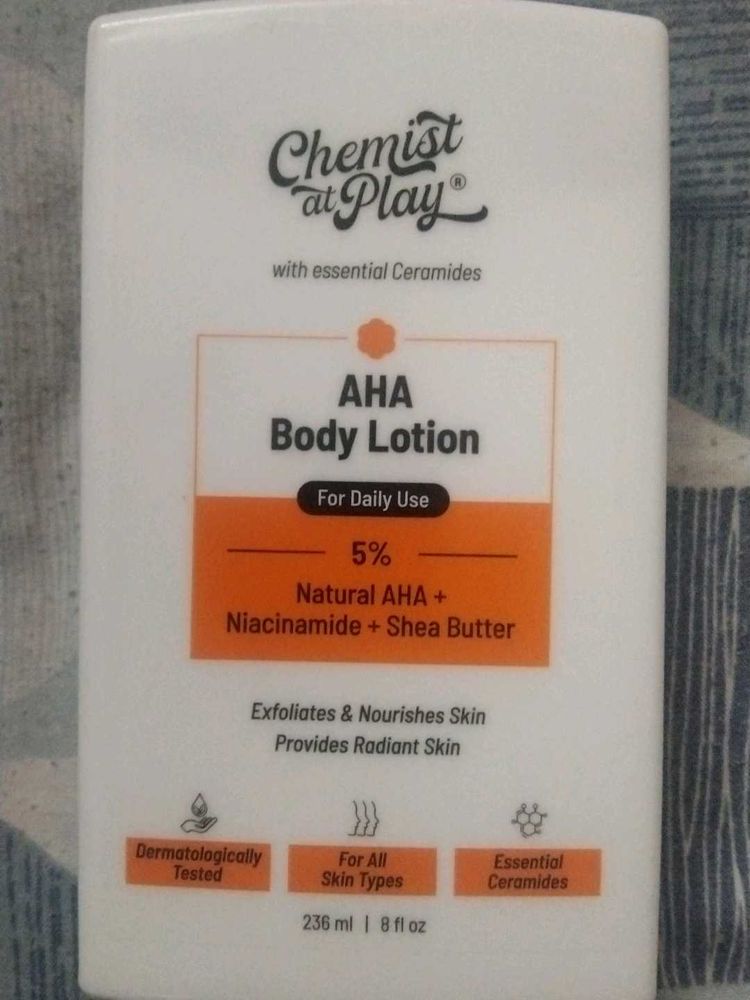 Chemist
at Play®
with essential Ceramides
AHA
Body Lotion
For Daily Use
5%
Natural AHA +
Niacinamide + Shea Butter
Exfoliates & Nourishes Skin
Provides Radiant Skin
Dermatologically
Tested
For All
Skin Types
Essential
Ceramides
236 ml | 8 fl oz